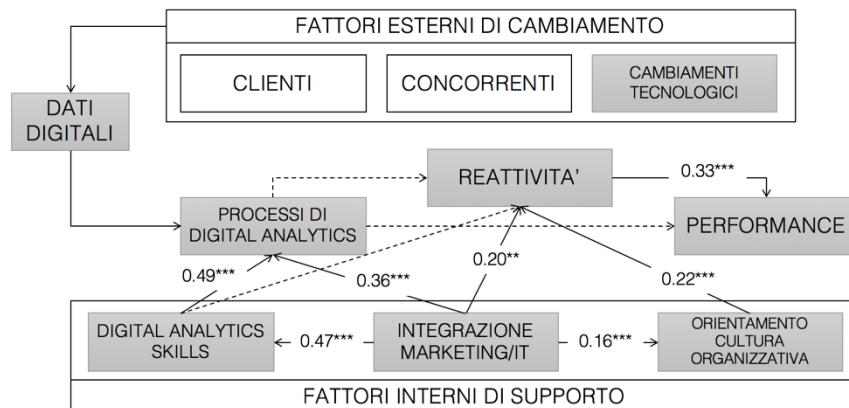 FATTORI ESTERNI DI CAMBIAMENTO
CLIENTI
CONCORRENTI
CAMBIAMENTI
TECNOLOGICI
DATI
DIGITALI
REATTIVITA'
0.33***
PROCESSI DI
DIGITAL ANALYTICS
PERFORMANCE
0.49***
0.36***
0.20**
0.22***
DIGITAL ANALYTICS
SKILLS
0.47***
INTEGRAZIONE
MARKETING/IT
0.16***
ORIENTAMENTO
CULTURA
ORGANIZZATIVA
FATTORI INTERNI DI SUPPORTO